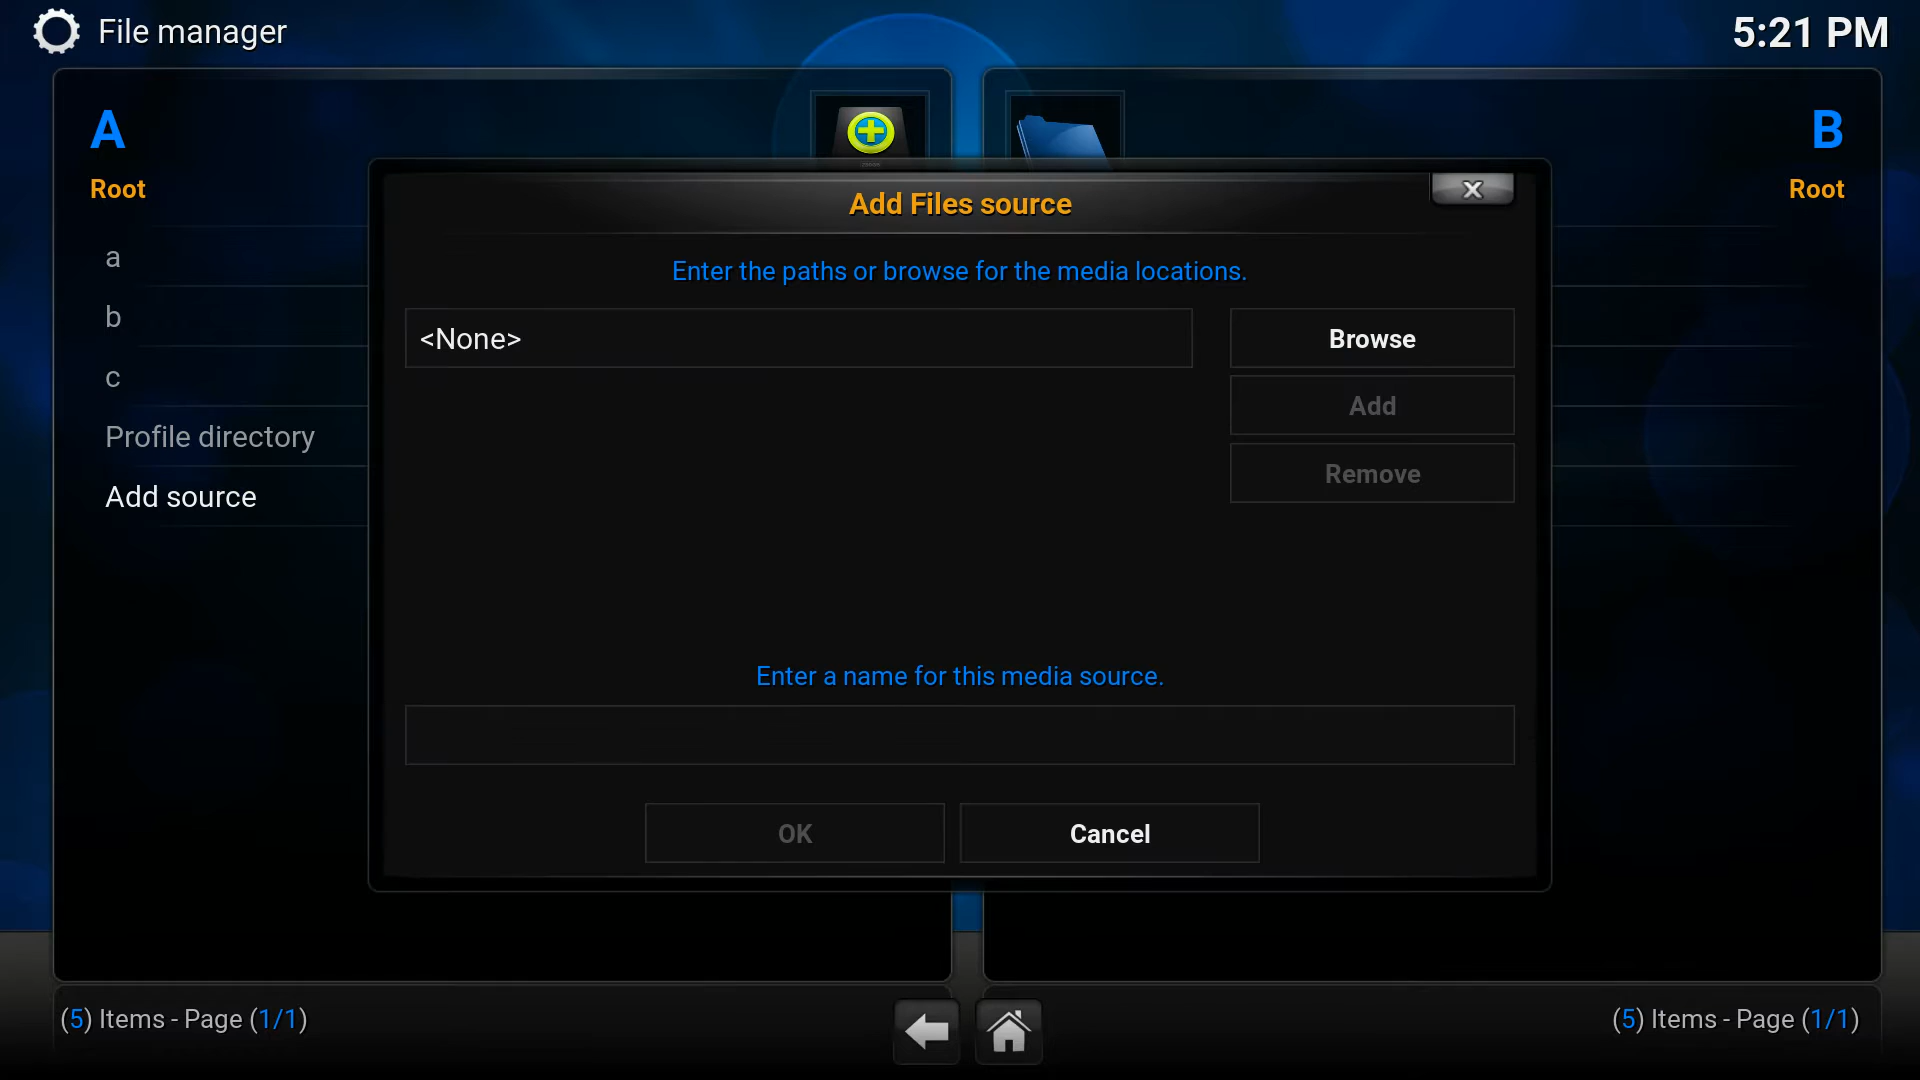 File manager
5:21 PM
A
B
Root
Root
a
b
c
Profile directory
Add source
Add Files source
Enter the paths or browse for the media locations.
<None>
Browse
Add
Remove
Enter a name for this media source.
OK
Cancel
(5) Items - Page (1/1)
(5) Items - Page (1/1)